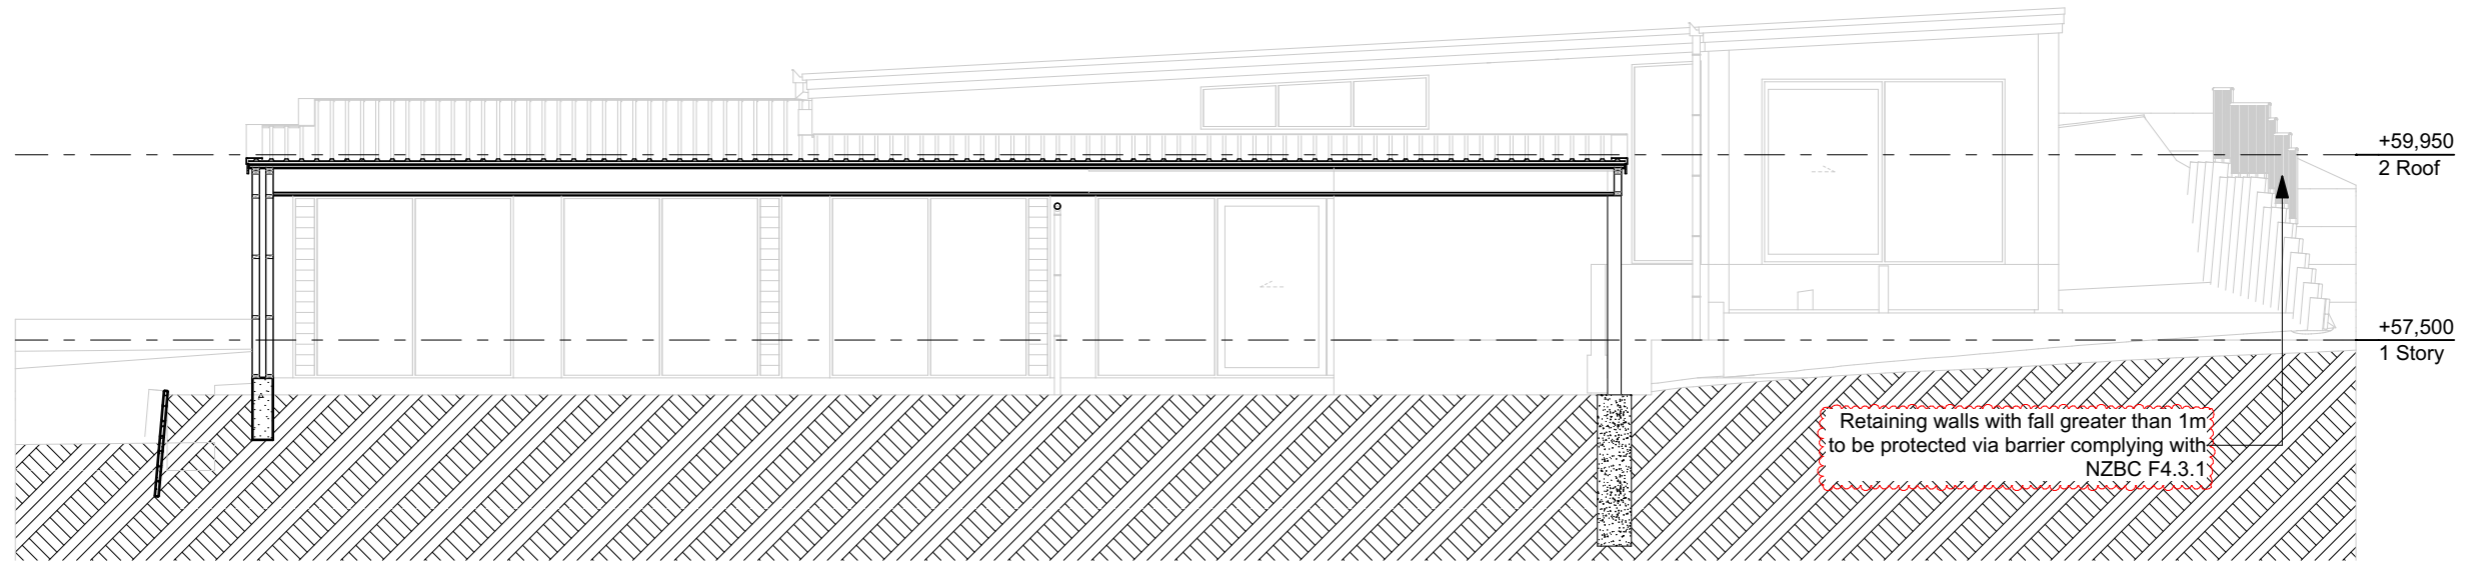 +59,950
2 Roof
+57,500
1 Story
Retaining walls with fall greater than 1m
to be protected via barrier complying with
NZBC F4.3.1